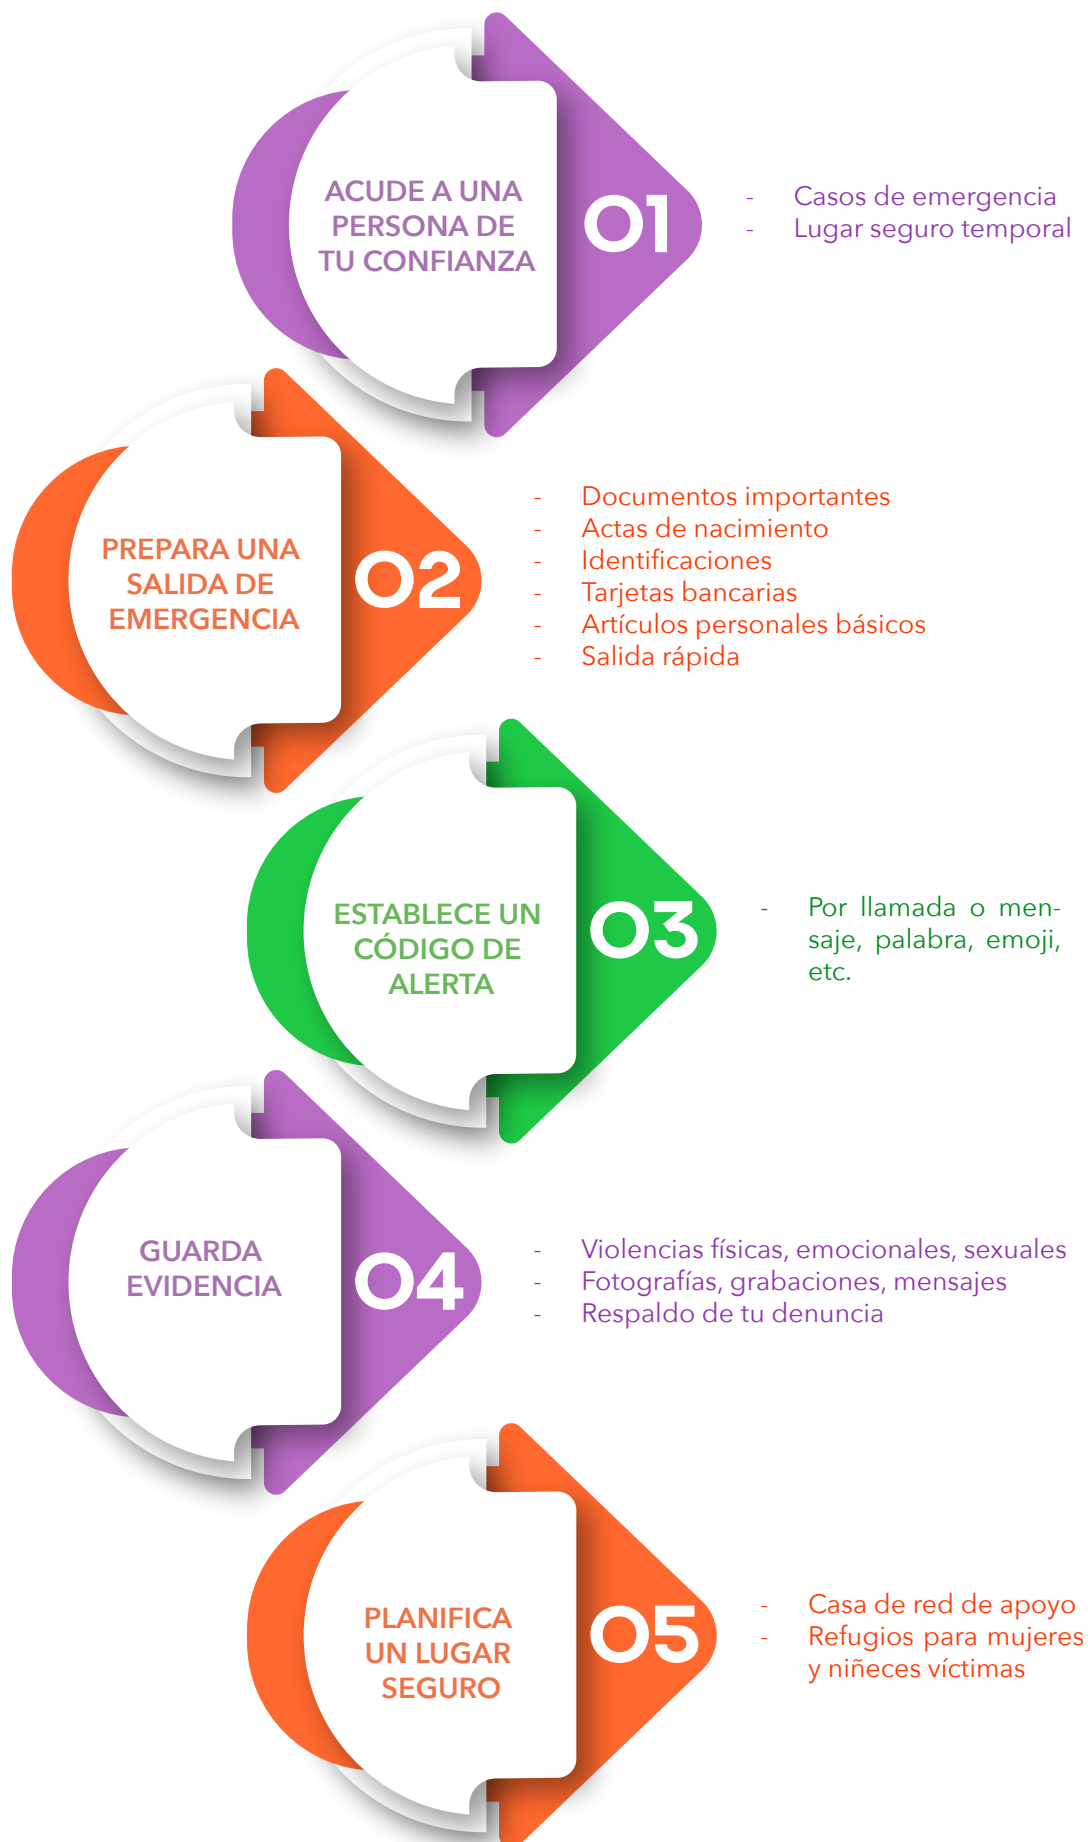 ACUDE A UNA
PERSONA DE
TU CONFIANZA
01
- Casos de emergencia
- Lugar seguro temporal
PREPARA UNA
SALIDA DE
EMERGENCIA
02
- Documentos importantes
- Actas de nacimiento
- Identificaciones
- Tarjetas bancarias
- Artículos personales básicos
- Salida rápida
ESTABLECE UN
CÓDIGO DE
ALERTA
03
- Por llamada o men-
saje, palabra, emoji,
etc.
GUARDA
EVIDENCIA
04
- Violencias físicas, emocionales, sexuales
- Fotografías, grabaciones, mensajes
- Respaldo de tu denuncia
PLANIFICA
UN LUGAR
SEGURO
05
- Casa de red de apoyo
- Refugios para mujeres
y niñeces víctimas